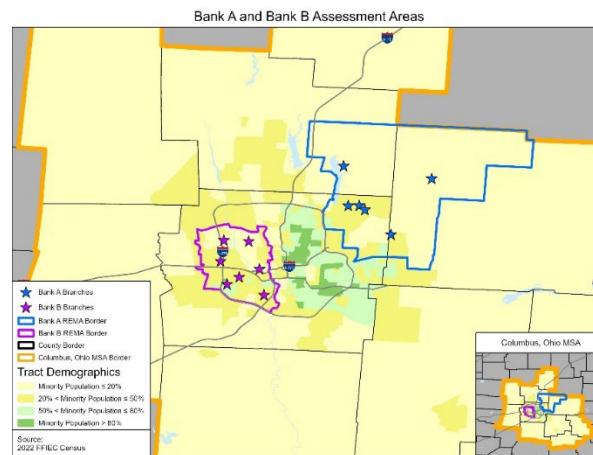 Bank A and Bank B Assessment Areas
Bank A Branches
Bank B Branches
Bank A REMA Border
Bank B REMA Border
County Border
Columbus, Ohio MSA Border
Tract Demographics
Minority Population ≤ 20%
20% < Minority Population ≤ 50%
50% < Minority Population ≤ 80%
Minority Population > 80%
Source:
2022 FFIEC Census
Columbus, Ohio MSA